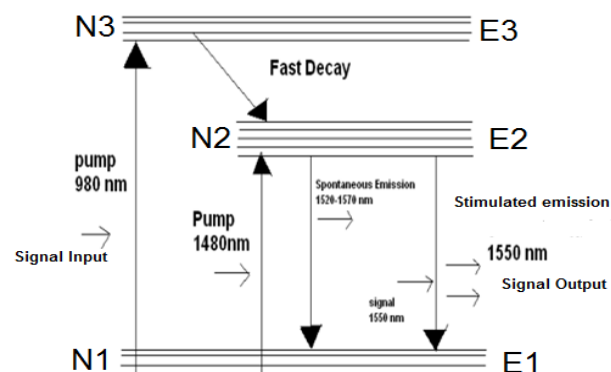 N3
E3
Fast Decay
N2
E2
pump
980 nm
Spontaneous Emission
1520-1570 nm
Stimulated emission
Pump
1480nm
Signal Input
1550 nm
Signal Output
signal
1550 nm
N1
E1